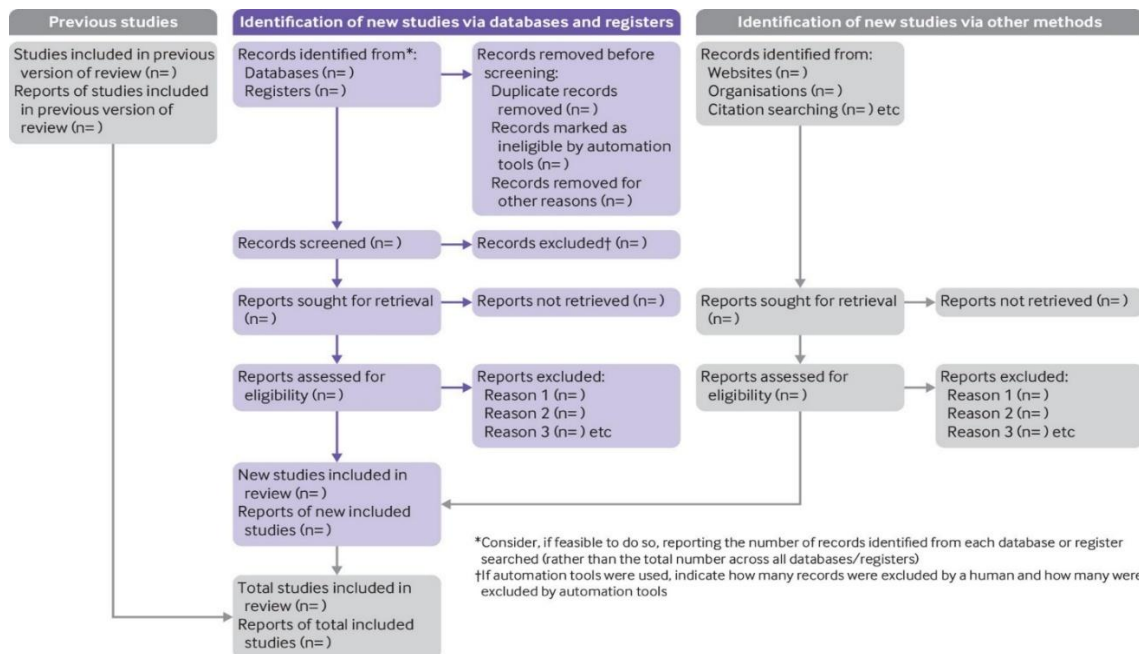 Previous studies
Studies included in previous
version of review (n= )
Reports of studies included
in previous version of
review (n= )
Identification of new studies via databases and registers
Records identified from*:
Databases (n= )
Registers (n= )
Records removed before
screening:
Duplicate records
removed (n= )
Records marked as
ineligible by automation
tools (n= )
Records removed for
other reasons (n= )
Records screened (n= )
Records excluded† (n= )
Reports sought for retrieval
(n= )
Reports not retrieved (n= )
Reports assessed for
eligibility (n= )
Reports excluded:
Reason 1 (n= )
Reason 2 (n= )
Reason 3 (n= ) etc
New studies included in
review (n= )
Reports of new included
studies (n= )
Total studies included in
review (n= )
Reports of total included
studies (n= )
Identification of new studies via other methods
Records identified from:
Websites (n= )
Organisations (n= )
Citation searching (n= ) etc
Reports sought for retrieval
(n= )
Reports not retrieved (n= )
Reports assessed for
eligibility (n= )
Reports excluded:
Reason 1 (n= )
Reason 2 (n= )
Reason 3 (n= ) etc
*Consider, if feasible to do so, reporting the number of records identified from each database or register
searched (rather than the total number across all databases/registers)
†If automation tools were used, indicate how many records were excluded by a human and how many were
excluded by automation tools